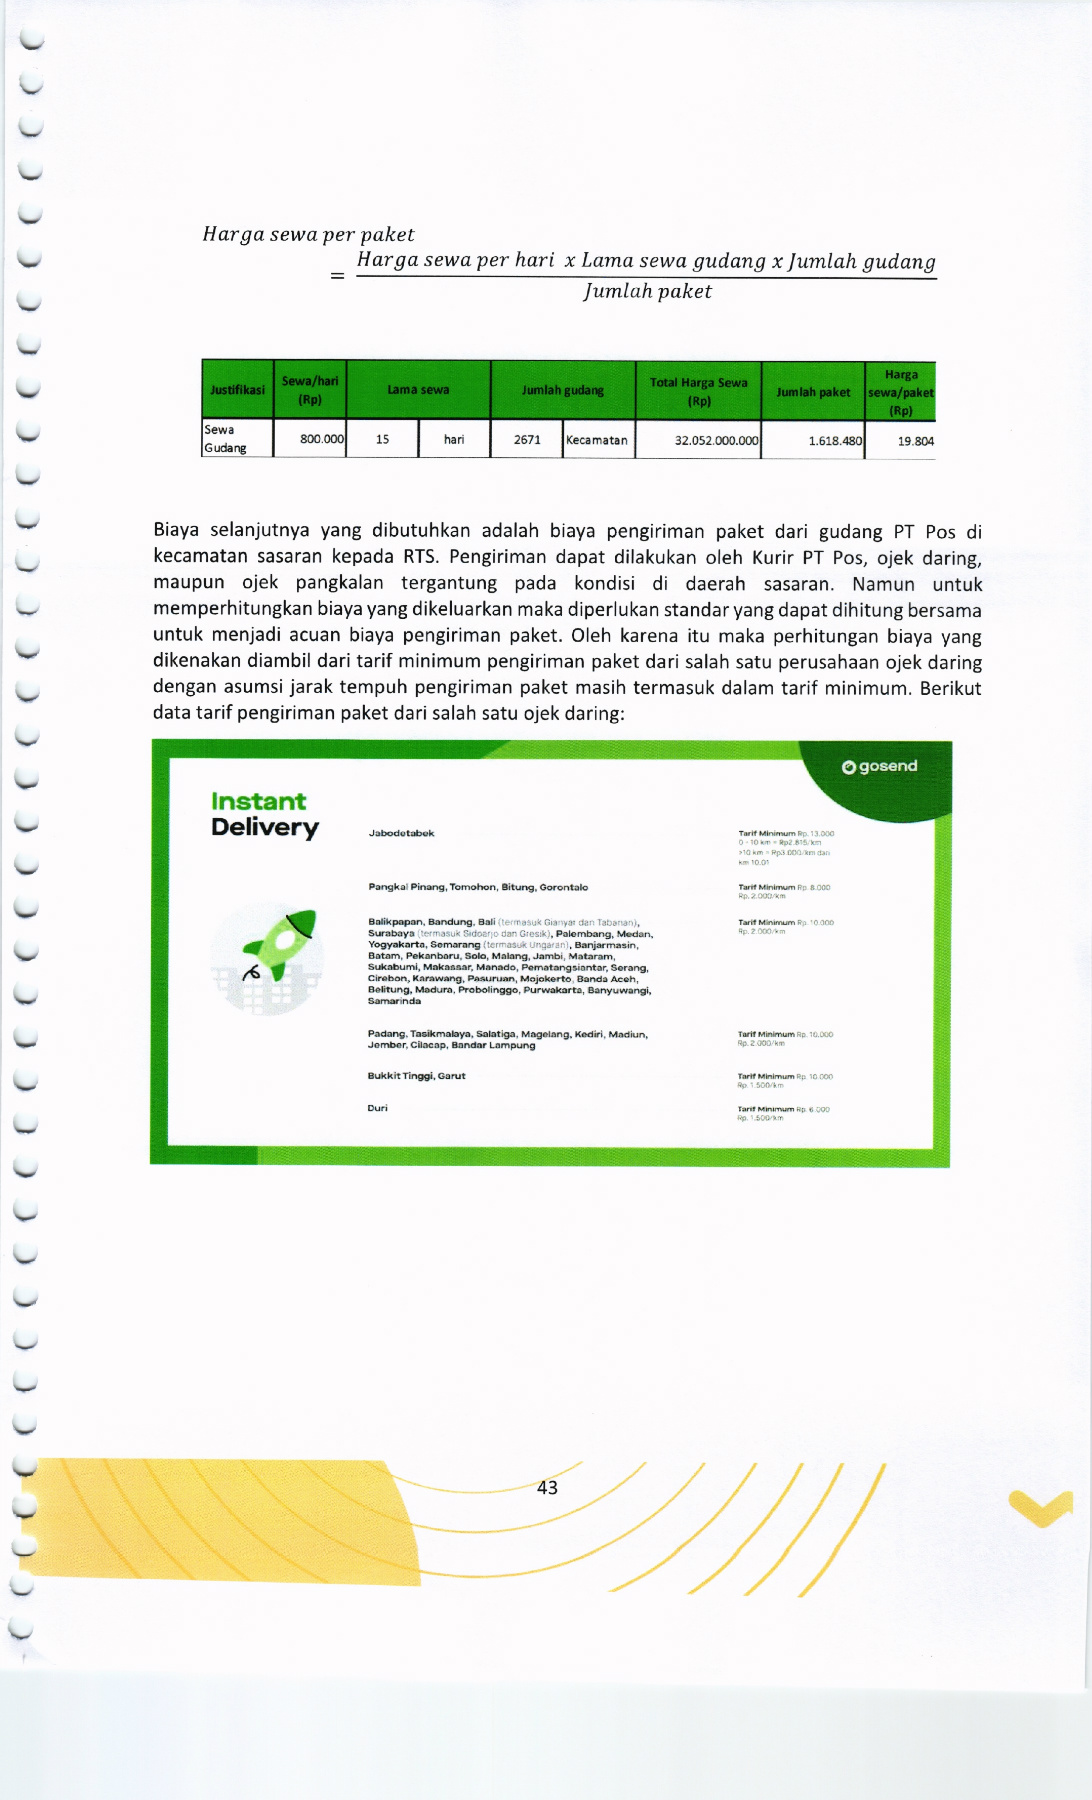 Harga sewa per paket
= Harga sewa per hari x Lama sewa gudang x Jumlah gudang
Jumlah paket
Justifikasi Sewa/hari (Rp) Lama sewa Jumlah gudang Total Harga Sewa (Rp) Jumlah paket Harga sewa/paket (Rp)
Sewa Gudang 800.000 15 hari 2671 Kecamatan 32.052.000.000 1.618.480 19.804
Biaya selanjutnya yang dibutuhkan adalah biaya pengiriman paket dari gudang PT Pos di
kecamatan sasaran kepada RTS. Pengiriman dapat dilakukan oleh Kurir PT Pos, ojek daring,
maupun ojek pangkalan tergantung pada kondisi di daerah sasaran. Namun untuk
memperhitungkan biaya yang dikeluarkan maka diperlukan standar yang dapat dihitung bersama
untuk menjadi acuan biaya pengiriman paket. Oleh karena itu maka perhitungan biaya yang
dikenakan diambil dari tarif minimum pengiriman paket dari salah satu perusahaan ojek daring
dengan asumsi jarak tempuh pengiriman paket masih termasuk dalam tarif minimum. Berikut
data tarif pengiriman paket dari salah satu ojek daring:
gosend
Instant
Delivery
Jabodetabek
Tarif Minimum Rp. 13.000
0 - 10 km = Rp2.815/km
>10 km = Rp3.000/km dari
km 10.01
Pangkal Pinang, Tomohon, Bitung, Gorontalo
Tarif Minimum Rp. 8.000
Rp. 2.000/km
Balikpapan, Bandung, Bali (termasuk Gianyar dan Tabanan),
Surabaya (termasuk Sidoarjo dan Gresik), Palembang, Medan,
Yogyakarta, Semarang (termasuk Ungaran), Banjarmasin,
Batam, Pekanbaru, Solo, Malang, Jambi, Mataram,
Sukabumi, Makassar, Manado, Pematangsiantar, Serang,
Cirebon, Karawang, Pasuruan, Mojokerto, Banda Aceh,
Belitung, Madura, Probolinggo, Purwakarta, Banyuwangi,
Samarinda
Tarif Minimum Rp. 10.000
Rp. 2.000/km
Padang, Tasikmalaya, Salatiga, Magelang, Kediri, Madiun,
Jember, Cilacap, Bandar Lampung
Tarif Minimum Rp. 10.000
Rp. 2.000/km
Bukkit Tinggi, Garut
Tarif Minimum Rp. 10.000
Rp. 1.500/km
Duri
Tarif Minimum Rp. 6.000
Rp. 1.500/km
43